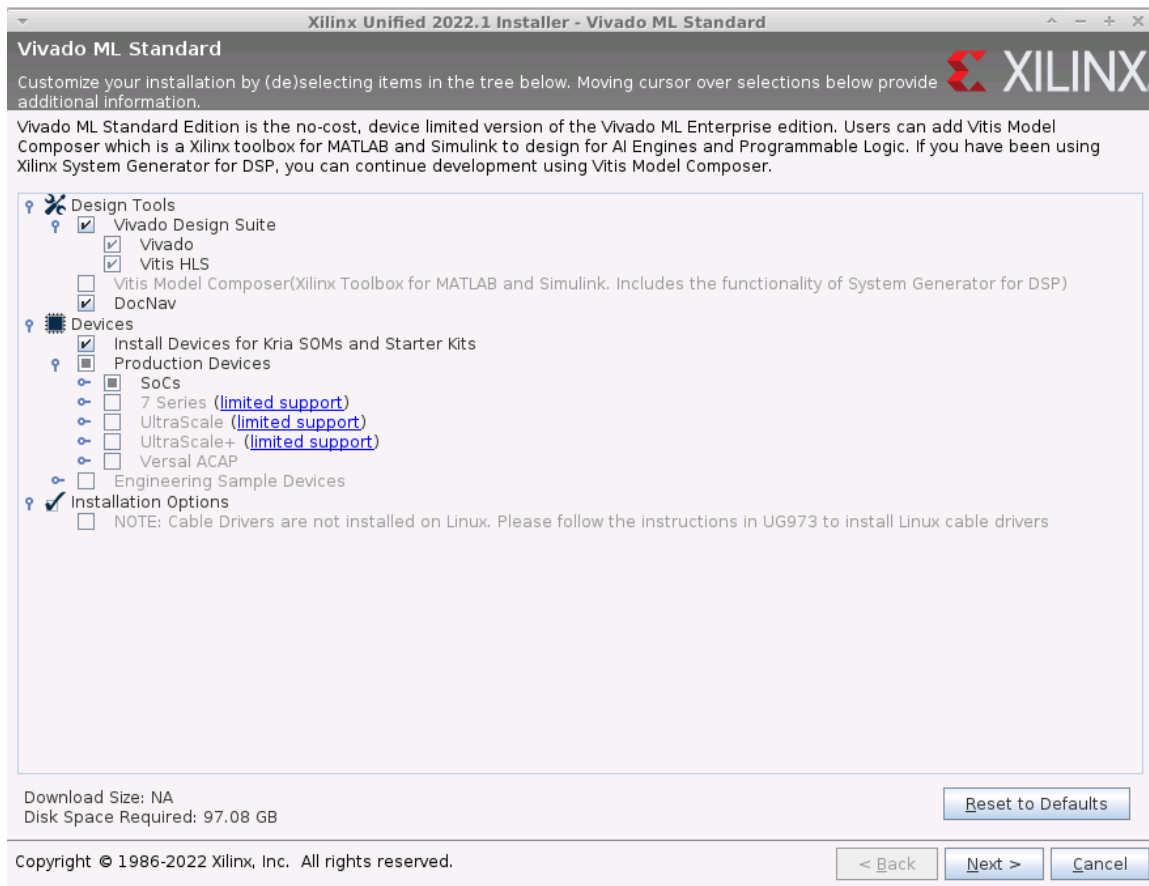 Xilinx Unified 2022.1 Installer - Vivado ML Standard
Vivado ML Standard
Customize your installation by (de)selecting items in the tree below. Moving cursor over selections below provide
additional information.
XILINX
Vivado ML Standard Edition is the no-cost, device limited version of the Vivado ML Enterprise edition. Users can add Vitis Model
Composer which is a Xilinx toolbox for MATLAB and Simulink to design for AI Engines and Programmable Logic. If you have been using
Xilinx System Generator for DSP, you can continue development using Vitis Model Composer.
Design Tools
Vivado Design Suite
Vivado
Vitis HLS
Vitis Model Composer(Xilinx Toolbox for MATLAB and Simulink. Includes the functionality of System Generator for DSP)
DocNav
Devices
Install Devices for Kria SOMs and Starter Kits
Production Devices
SoCs
7 Series (limited support)
UltraScale (limited support)
UltraScale+ (limited support)
Versal ACAP
Engineering Sample Devices
Installation Options
NOTE: Cable Drivers are not installed on Linux. Please follow the instructions in UG973 to install Linux cable drivers
Download Size: NA
Disk Space Required: 97.08 GB
Reset to Defaults
Copyright © 1986-2022 Xilinx, Inc. All rights reserved.
< Back
Next >
Cancel